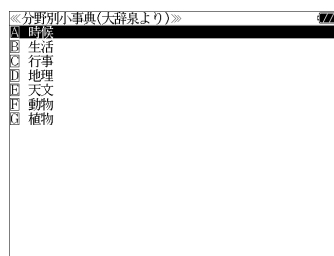 ≪分野別小事典(大辞泉より)≫
A 時候
B 生活
C 行事
D 地理
E 天文
F 動物
G 植物